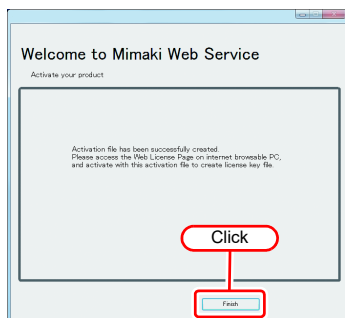 Welcome to Mimaki Web Service
Activate your product
Activation file has been successfully created.
Please access the Web License Page on internet browsable PC,
and activate with this activation file to create license key file.
Click
Finish